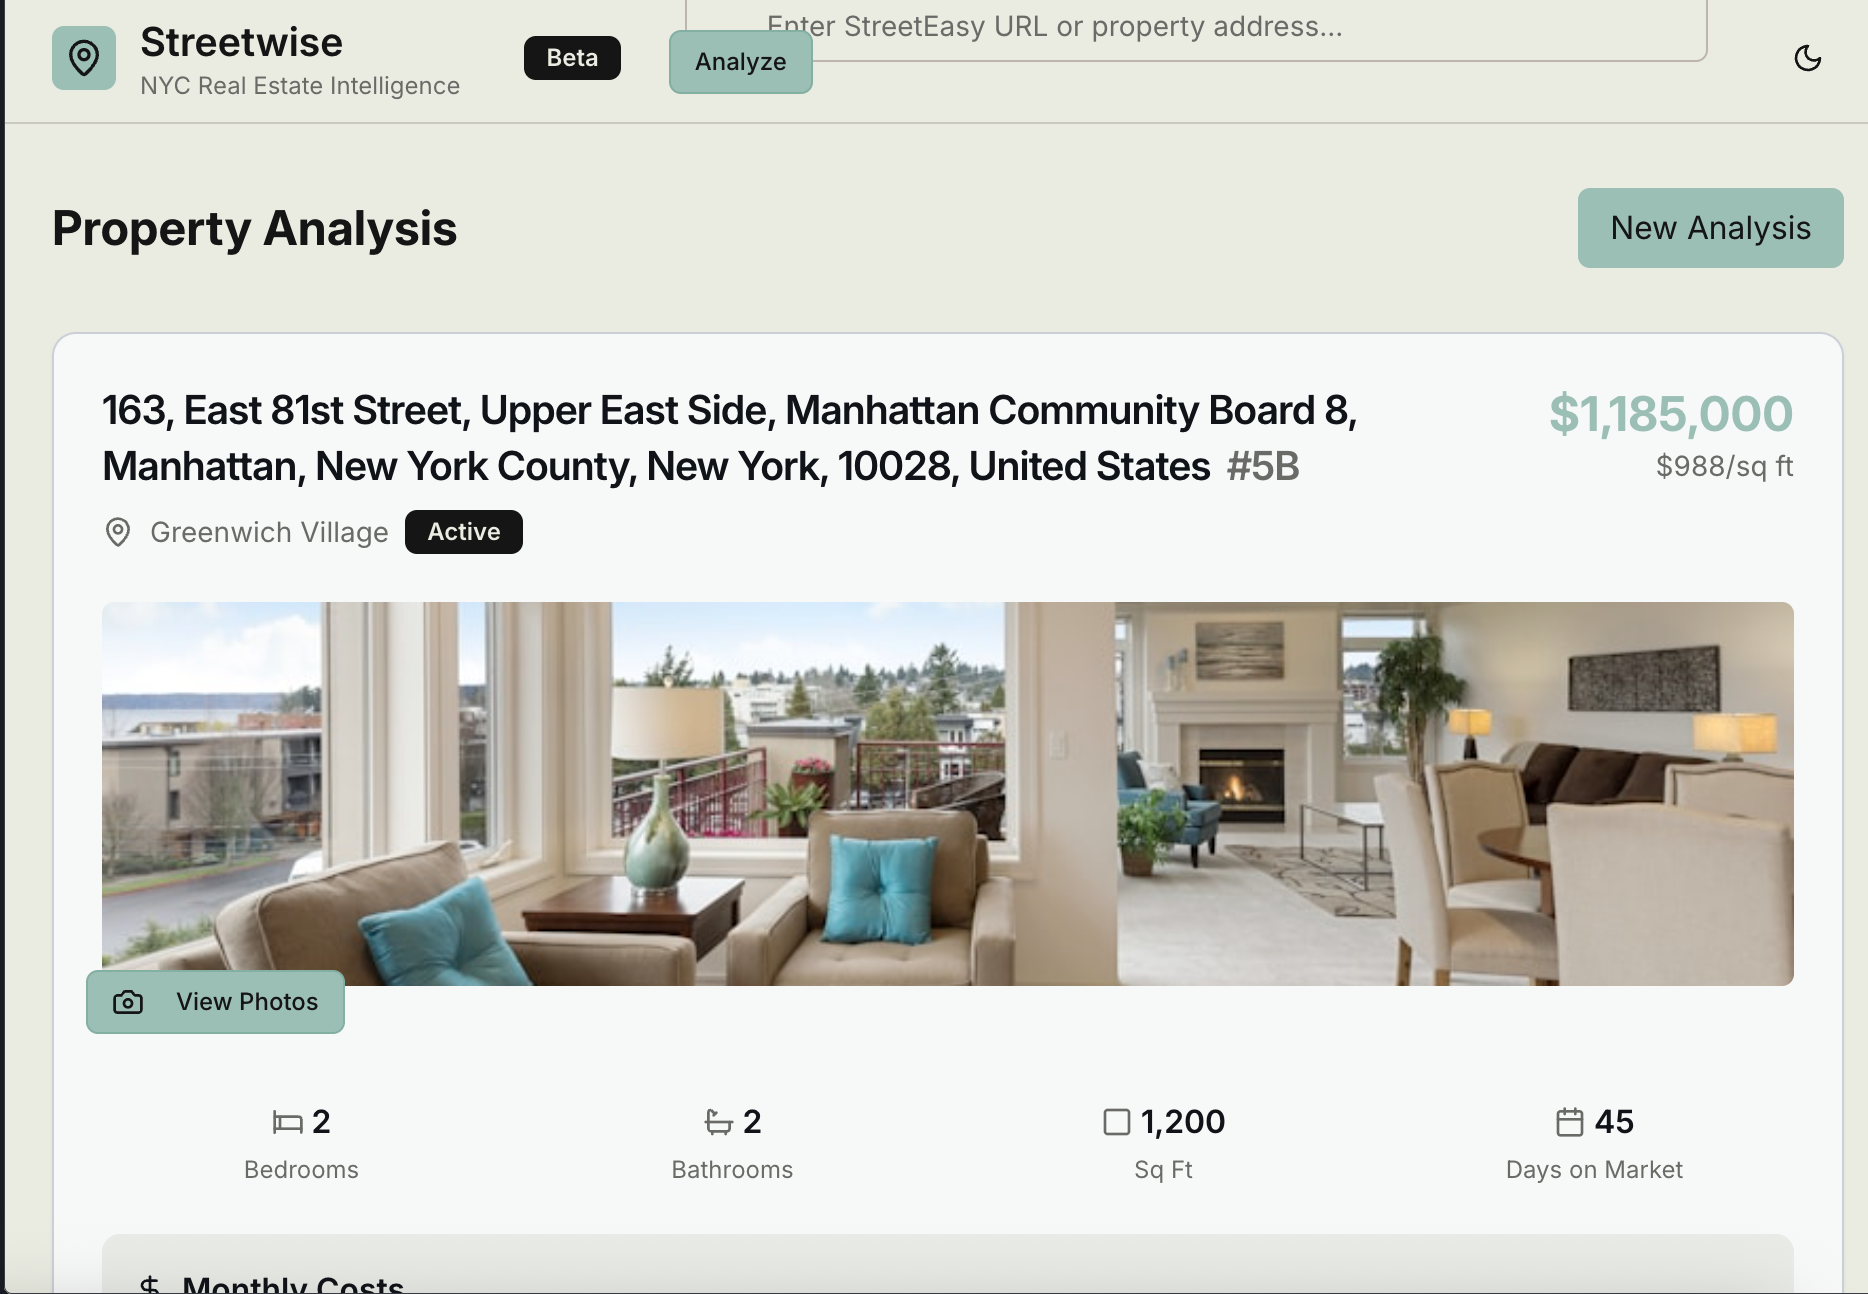 Streetwise
NYC Real Estate Intelligence
Beta
Enter StreetEasy URL or property address...
Analyze
Property Analysis
New Analysis
163, East 81st Street, Upper East Side, Manhattan Community Board 8,
Manhattan, New York County, New York, 10028, United States #5B
$1,185,000
$988/sq ft
Greenwich Village
Active
View Photos
2
Bedrooms
2
Bathrooms
1,200
Sq Ft
45
Days on Market
$ Monthly Costs